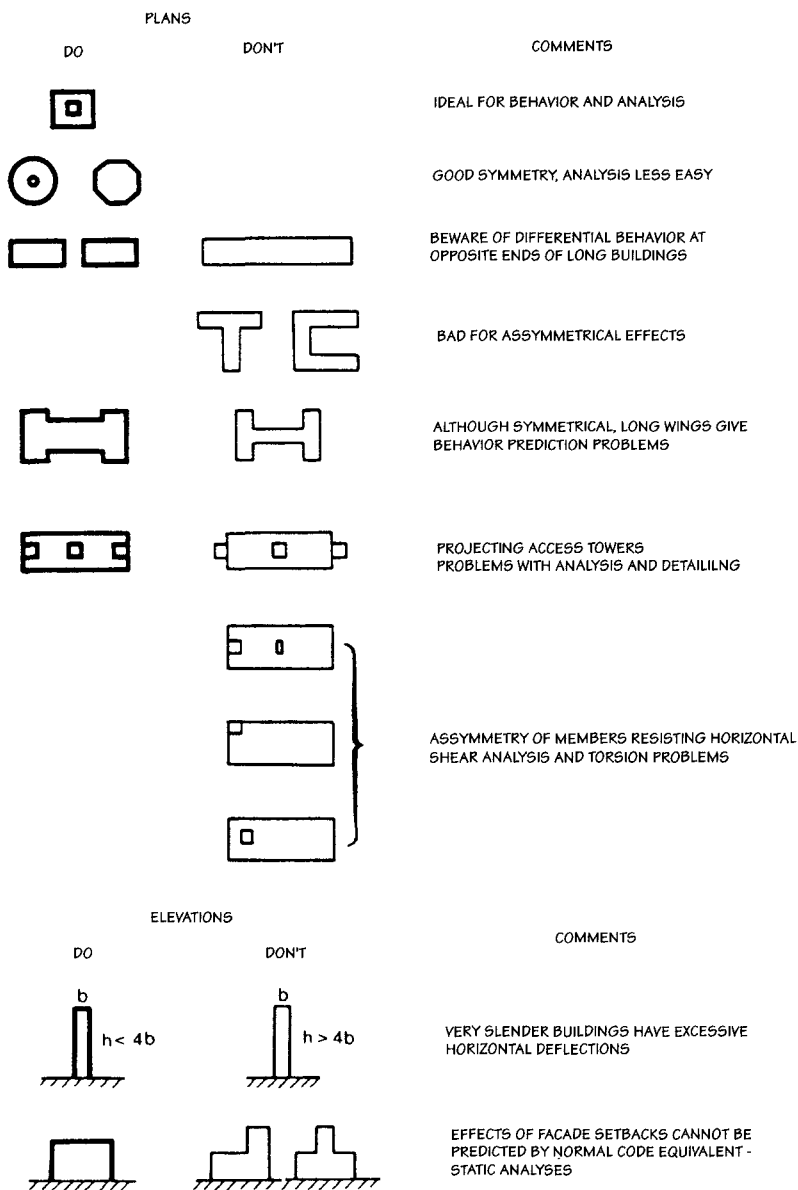 PLANS
DO DON'T COMMENTS
IDEAL FOR BEHAVIOR AND ANALYSIS
GOOD SYMMETRY, ANALYSIS LESS EASY
BEWARE OF DIFFERENTIAL BEHAVIOR AT
OPPOSITE ENDS OF LONG BUILDINGS
BAD FOR ASSYMMETRICAL EFFECTS
ALTHOUGH SYMMETRICAL, LONG WINGS GIVE
BEHAVIOR PREDICTION PROBLEMS
PROJECTING ACCESS TOWERS
PROBLEMS WITH ANALYSIS AND DETAILILNG
ASSYMMETRY OF MEMBERS RESISTING HORIZONTAL
SHEAR ANALYSIS AND TORSION PROBLEMS
ELEVATIONS
DO DON'T COMMENTS
b b
h < 4b h > 4b
VERY SLENDER BUILDINGS HAVE EXCESSIVE
HORIZONTAL DEFLECTIONS
EFFECTS OF FACADE SETBACKS CANNOT BE
PREDICTED BY NORMAL CODE EQUIVALENT -
STATIC ANALYSES